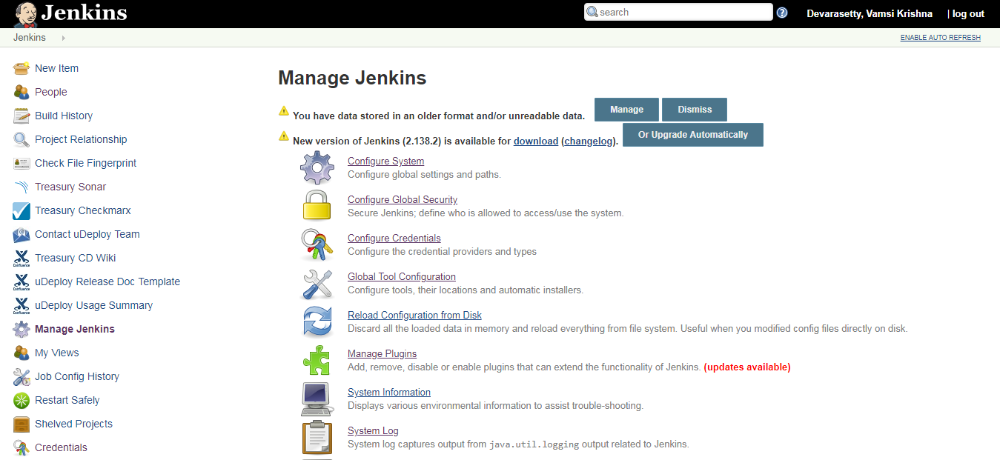 Jenkins
search
Devarasetty, Vamsi Krishna | log out
Jenkins
ENABLE AUTO REFRESH
New Item
People
Build History
Project Relationship
Check File Fingerprint
Treasury Sonar
Treasury Checkmarx
Contact uDeploy Team
Treasury CD Wiki
uDeploy Release Doc Template
uDeploy Usage Summary
Manage Jenkins
My Views
Job Config History
Restart Safely
Shelved Projects
Credentials
Manage Jenkins
You have data stored in an older format and/or unreadable data. Manage Dismiss
New version of Jenkins (2.138.2) is available for download (changelog). Or Upgrade Automatically
Configure System
Configure global settings and paths.
Configure Global Security
Secure Jenkins; define who is allowed to access/use the system.
Configure Credentials
Configure the credential providers and types
Global Tool Configuration
Configure tools, their locations and automatic installers.
Reload Configuration from Disk
Discard all the loaded data in memory and reload everything from file system. Useful when you modified config files directly on disk.
Manage Plugins
Add, remove, disable or enable plugins that can extend the functionality of Jenkins. (updates available)
System Information
Displays various environmental information to assist trouble-shooting.
System Log
System log captures output from java.util.logging output related to Jenkins.